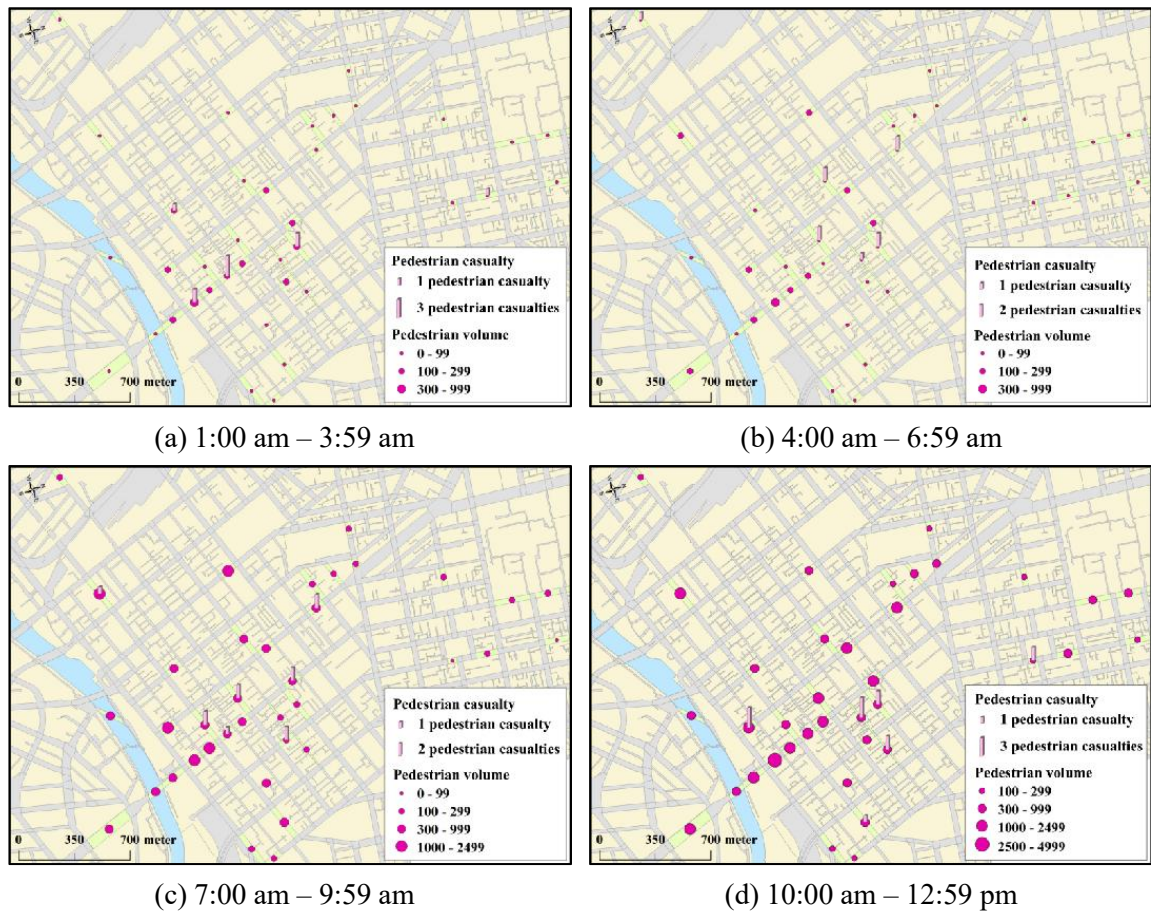 Pedestrian casualty
1 pedestrian casualty
3 pedestrian casualties
Pedestrian volume
0 - 99
100 - 299
300 - 999
0 350 700 meter
(a) 1:00 am – 3:59 am
Pedestrian casualty
1 pedestrian casualty
2 pedestrian casualties
Pedestrian volume
0 - 99
100 - 299
300 - 999
0 350 700 meter
(b) 4:00 am – 6:59 am
Pedestrian casualty
1 pedestrian casualty
2 pedestrian casualties
Pedestrian volume
0 - 99
100 - 299
300 - 999
1000 - 2499
0 350 700 meter
(c) 7:00 am – 9:59 am
Pedestrian casualty
1 pedestrian casualty
3 pedestrian casualties
Pedestrian volume
100 - 299
300 - 999
1000 - 2499
2500 - 4999
0 350 700 meter
(d) 10:00 am – 12:59 pm